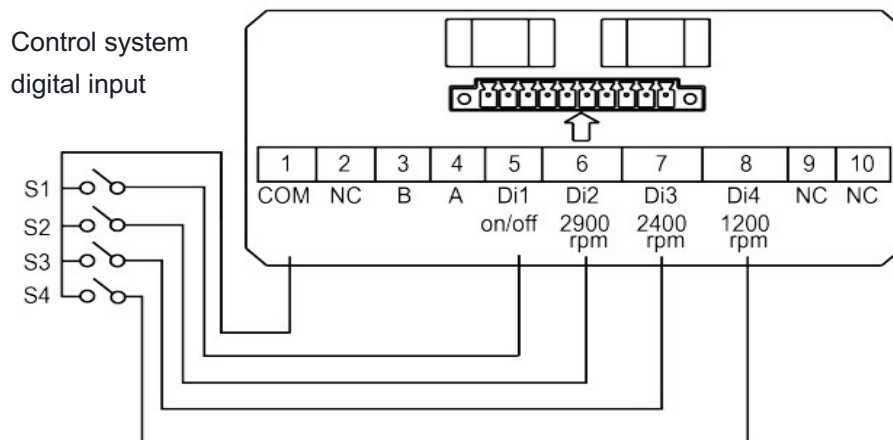 Control system
digital input
1 2 3 4 5 6 7 8 9 10
COM NC B A Di1 Di2 Di3 Di4 NC NC
on/off 2900 2400 1200
rpm rpm rpm
S1
S2
S3
S4